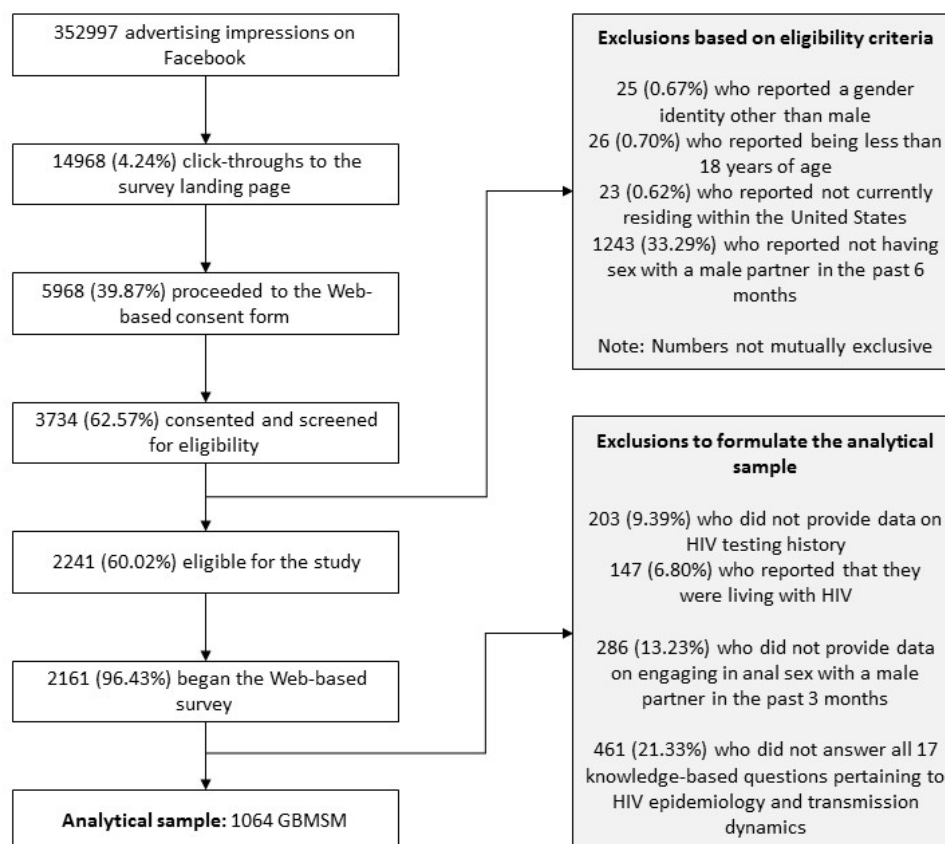 352997 advertising impressions on
Facebook
14968 (4.24%) click-throughs to the
survey landing page
5968 (39.87%) proceeded to the Web-
based consent form
3734 (62.57%) consented and screened
for eligibility
2241 (60.02%) eligible for the study
2161 (96.43%) began the Web-based
survey
Analytical sample: 1064 GBMSM
Exclusions based on eligibility criteria
25 (0.67%) who reported a gender
identity other than male
26 (0.70%) who reported being less than
18 years of age
23 (0.62%) who reported not currently
residing within the United States
1243 (33.29%) who reported not having
sex with a male partner in the past 6
months
Note: Numbers not mutually exclusive
Exclusions to formulate the analytical
sample
203 (9.39%) who did not provide data on
HIV testing history
147 (6.80%) who reported that they
were living with HIV
286 (13.23%) who did not provide data
on engaging in anal sex with a male
partner in the past 3 months
461 (21.33%) who did not answer all 17
knowledge-based questions pertaining to
HIV epidemiology and transmission
dynamics